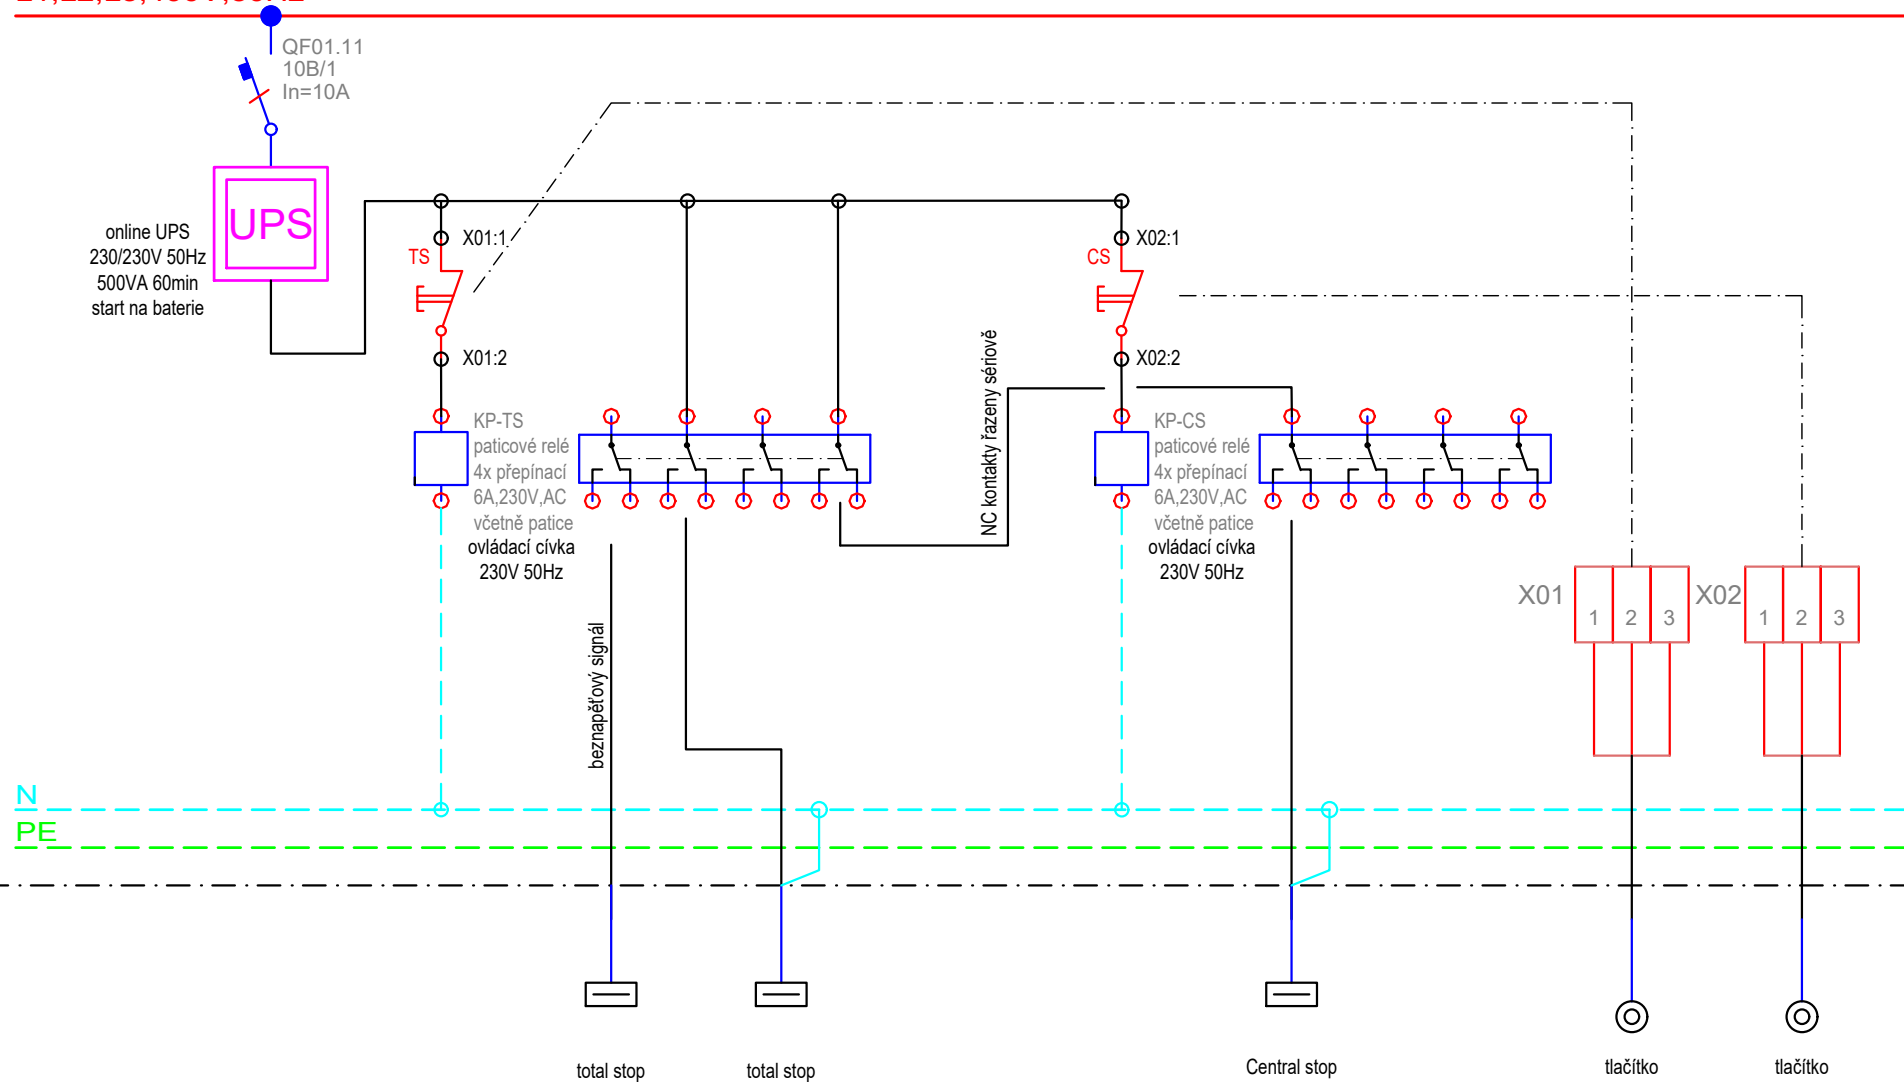 QF01.11
10B/1
In=10A
UPS
online UPS
230/230V 50Hz
500VA 60min
start na baterie
X01:1
TS
X01:2
X02:1
CS
X02:2
KP-TS
paticové relé
4x přepínací
6A,230V,AC
včetně patice
ovládací cívka
230V 50Hz
NC kontakty řazeny sériově
KP-CS
paticové relé
4x přepínací
6A,230V,AC
včetně patice
ovládací cívka
230V 50Hz
beznapěťový signál
X01
1 2 3
X02
1 2 3
N
PE
total stop
total stop
Central stop
tlačítko
tlačítko